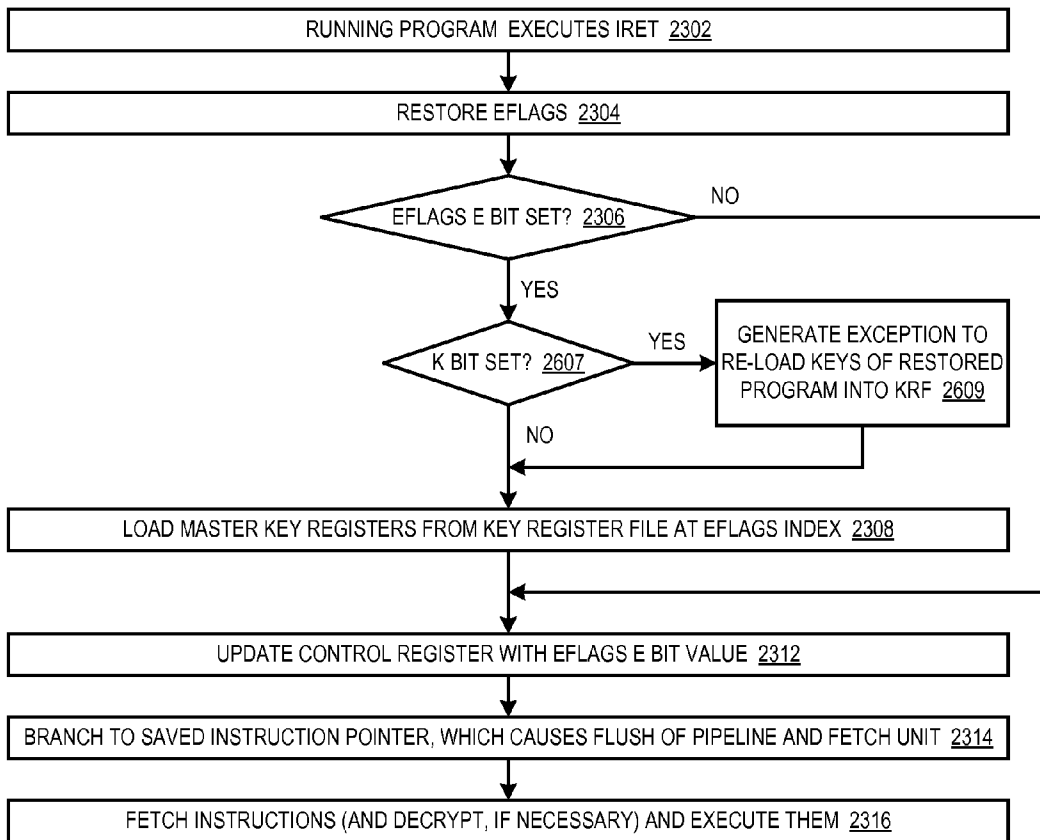 RUNNING PROGRAM EXECUTES IRET 2302
RESTORE EFLAGS 2304
NO
EFLAGS E BIT SET? 2306
YES
YES
GENERATE EXCEPTION TO
RE-LOAD KEYS OF RESTORED
PROGRAM INTO KRF 2609
K BIT SET? 2607
NO
LOAD MASTER KEY REGISTERS FROM KEY REGISTER FILE AT EFLAGS INDEX 2308
UPDATE CONTROL REGISTER WITH EFLAGS E BIT VALUE 2312
BRANCH TO SAVED INSTRUCTION POINTER, WHICH CAUSES FLUSH OF PIPELINE AND FETCH UNIT 2314
FETCH INSTRUCTIONS (AND DECRYPT, IF NECESSARY) AND EXECUTE THEM 2316